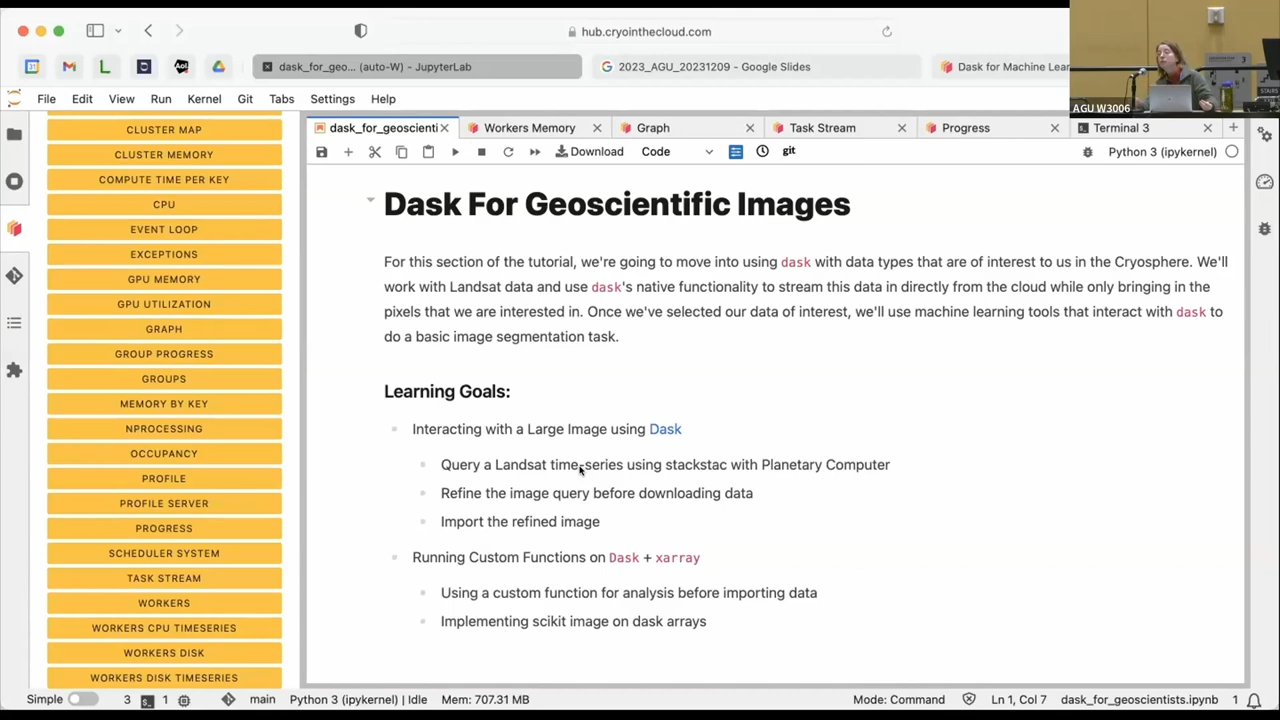 hub.cryointhecloud.com
dask_for_geo... (auto-W) - JupyterLab
2023_AGU_20231209 - Google Slides
Dask for Machine Lear
AGU W3006
File Edit View Run Kernel Git Tabs Settings Help
dask_for_geoscienti
Workers Memory
Graph
Task Stream
Progress
Terminal 3
Download
Code
git
Python 3 (ipykernel)
CLUSTER MAP
CLUSTER MEMORY
COMPUTE TIME PER KEY
CPU
EVENT LOOP
EXCEPTIONS
GPU MEMORY
GPU UTILIZATION
GRAPH
GROUP PROGRESS
GROUPS
MEMORY BY KEY
NPROCESSING
OCCUPANCY
PROFILE
PROFILE SERVER
PROGRESS
SCHEDULER SYSTEM
TASK STREAM
WORKERS
WORKERS CPU TIMESERIES
WORKERS DISK
WORKERS DISK TIMESERIES
Dask For Geoscientific Images
For this section of the tutorial, we're going to move into using dask with data types that are of interest to us in the Cryosphere. We'll
work with Landsat data and use dask's native functionality to stream this data in directly from the cloud while only bringing in the
pixels that we are interested in. Once we've selected our data of interest, we'll use machine learning tools that interact with dask to
do a basic image segmentation task.
Learning Goals:
Interacting with a Large Image using Dask
Query a Landsat time-series using stackstac with Planetary Computer
Refine the image query before downloading data
Import the refined image
Running Custom Functions on Dask + xarray
Using a custom function for analysis before importing data
Implementing scikit image on dask arrays
Simple 3 1 main Python 3 (ipykernel) | Idle Mem: 707.31 MB Mode: Command Ln 1, Col 7 dask_for_geoscientists.ipynb 1